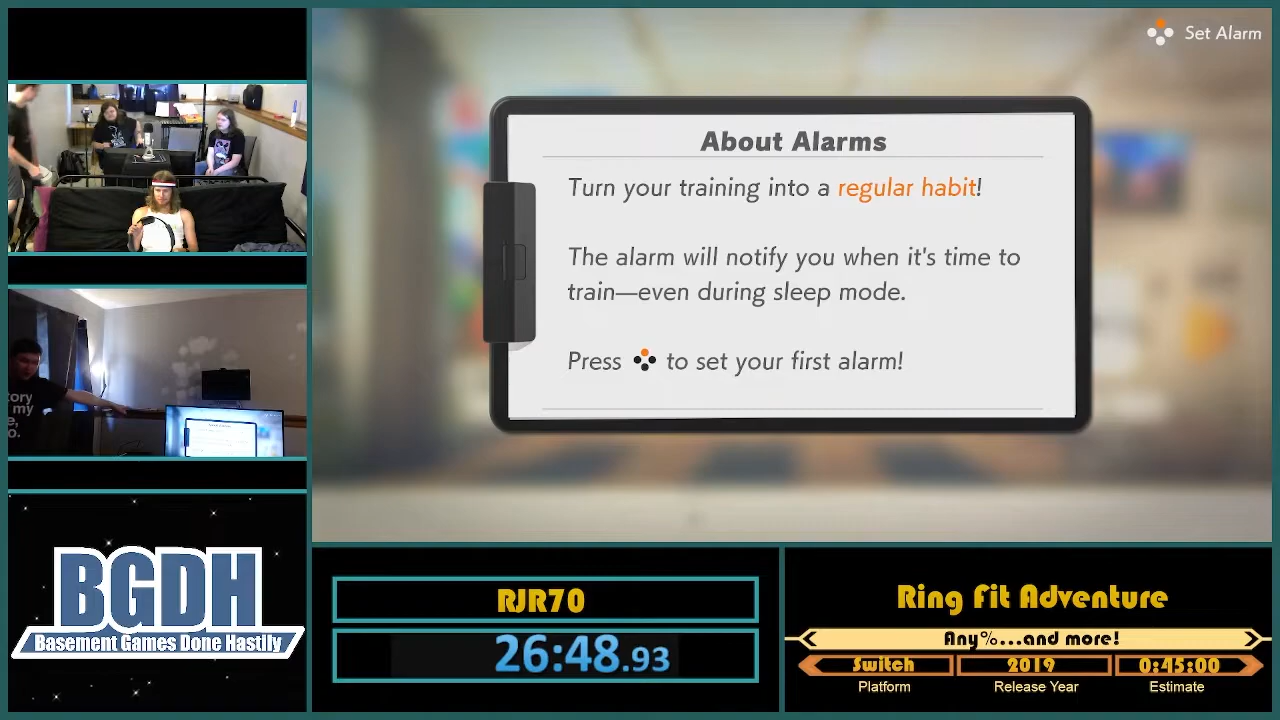 Set Alarm
About Alarms
Turn your training into a regular habit!
The alarm will notify you when it's time to
train—even during sleep mode.
Press to set your first alarm!
tory
my
e,
o.
BGDH
Basement Games Done Hastily
RJR70
26:48.93
Ring Fit Adventure
Any%...and more!
Switch
2019
0:45:00
Platform
Release Year
Estimate